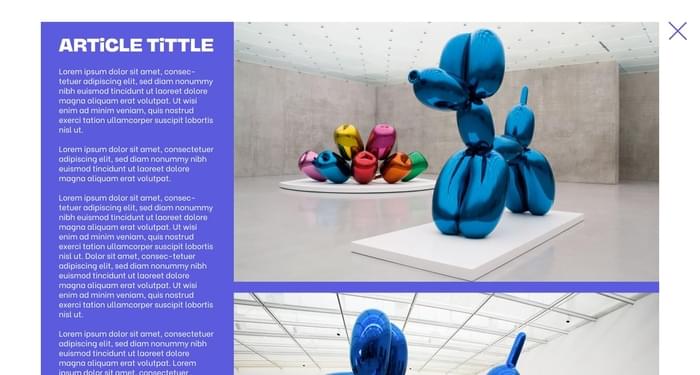 ARTiCLE TiTTLE
Lorem ipsum dolor sit amet, consec-
tetuer adipiscing elit, sed diam nonummy
nibh euismod tincidunt ut laoreet dolore
magna aliquam erat volutpat. Ut wisi
enim ad minim veniam, quis nostrud
exerci tation ullamcorper suscipit lobortis
nisl ut.
Lorem ipsum dolor sit amet, consectetuer
adipiscing elit, sed diam nonummy nibh
euismod tincidunt ut laoreet dolore
magna aliquam erat volutpat.
Lorem ipsum dolor sit amet, consec-
tetuer adipiscing elit, sed diam nonummy
nibh euismod tincidunt ut laoreet dolore
magna aliquam erat volutpat. Ut wisi
enim ad minim veniam, quis nostrud
exerci tation ullamcorper suscipit lobortis
nisl ut. Dolor sit amet, consec-tetuer
adipiscing elit, sed diam nonummy nibh
euismod tincidunt ut laoreet dolore
magna aliquam erat volutpat. Ut wisi
enim ad minim veniam, quis nostrud
exerci tation ullamcorper suscipit lobortis
nisl ut.
Lorem ipsum dolor sit amet, consectetuer
adipiscing elit, sed diam nonummy nibh
euismod tincidunt ut laoreet dolore
magna aliquam erat volutpat. Lorem
ipsum dolor sit amet, consectetuer